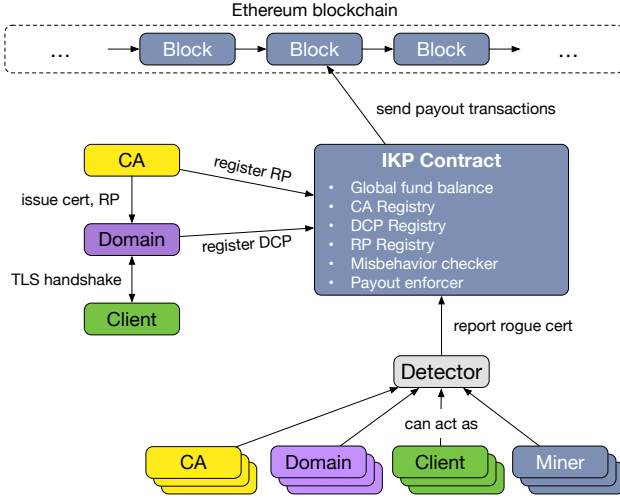 Ethereum blockchain
... Block Block Block ...
send payout transactions
CA
register RP
issue cert, RP
Domain
register DCP
TLS handshake
Client
IKP Contract
• Global fund balance
• CA Registry
• DCP Registry
• RP Registry
• Misbehavior checker
• Payout enforcer
report rogue cert
Detector
can act as
CA Domain Client Miner